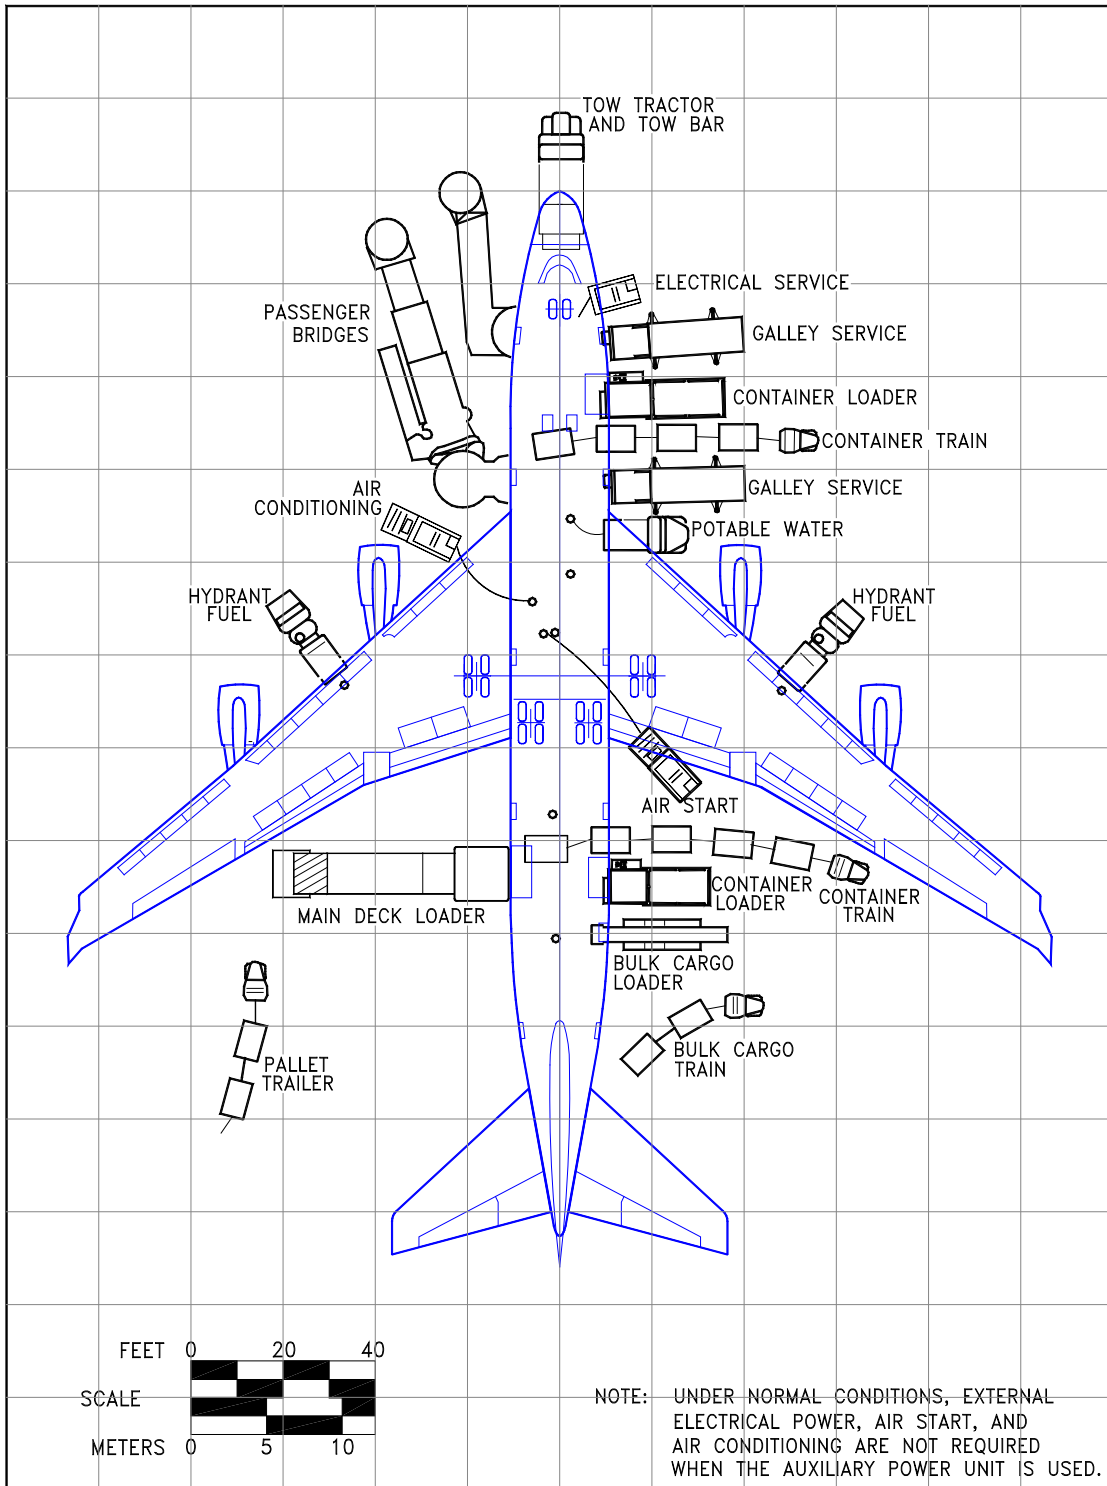 TOW TRACTOR
AND TOW BAR
ELECTRICAL SERVICE
PASSENGER
BRIDGES
GALLEY SERVICE
CONTAINER LOADER
CONTAINER TRAIN
AIR
CONDITIONING
GALLEY SERVICE
POTABLE WATER
HYDRANT
FUEL
HYDRANT
FUEL
AIR START
MAIN DECK LOADER
CONTAINER
LOADER
CONTAINER
TRAIN
BULK CARGO
LOADER
BULK CARGO
TRAIN
PALLET
TRAILER
FEET 0 20 40
SCALE
METERS 0 5 10
NOTE: UNDER NORMAL CONDITIONS, EXTERNAL
ELECTRICAL POWER, AIR START, AND
AIR CONDITIONING ARE NOT REQUIRED
WHEN THE AUXILIARY POWER UNIT IS USED.